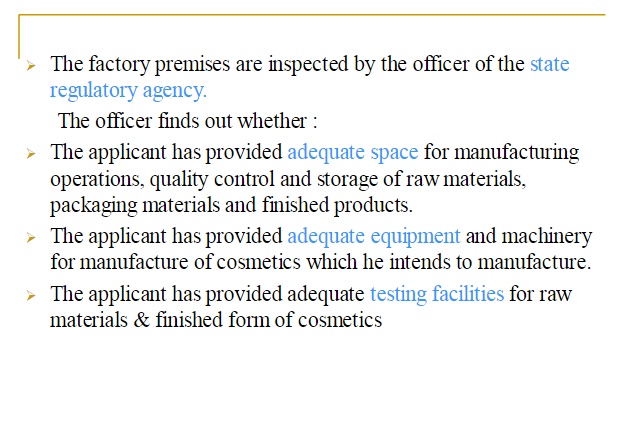 The factory premises are inspected by the officer of the state
regulatory agency.
The officer finds out whether :
The applicant has provided adequate space for manufacturing
operations, quality control and storage of raw materials,
packaging materials and finished products.
The applicant has provided adequate equipment and machinery
for manufacture of cosmetics which he intends to manufacture.
The applicant has provided adequate testing facilities for raw
materials & finished form of cosmetics